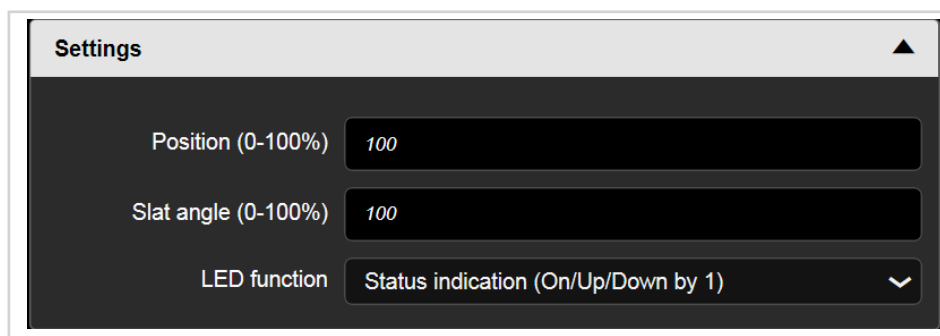 Settings
Position (0-100%) 100
Slat angle (0-100%) 100
LED function Status indication (On/Up/Down by 1)